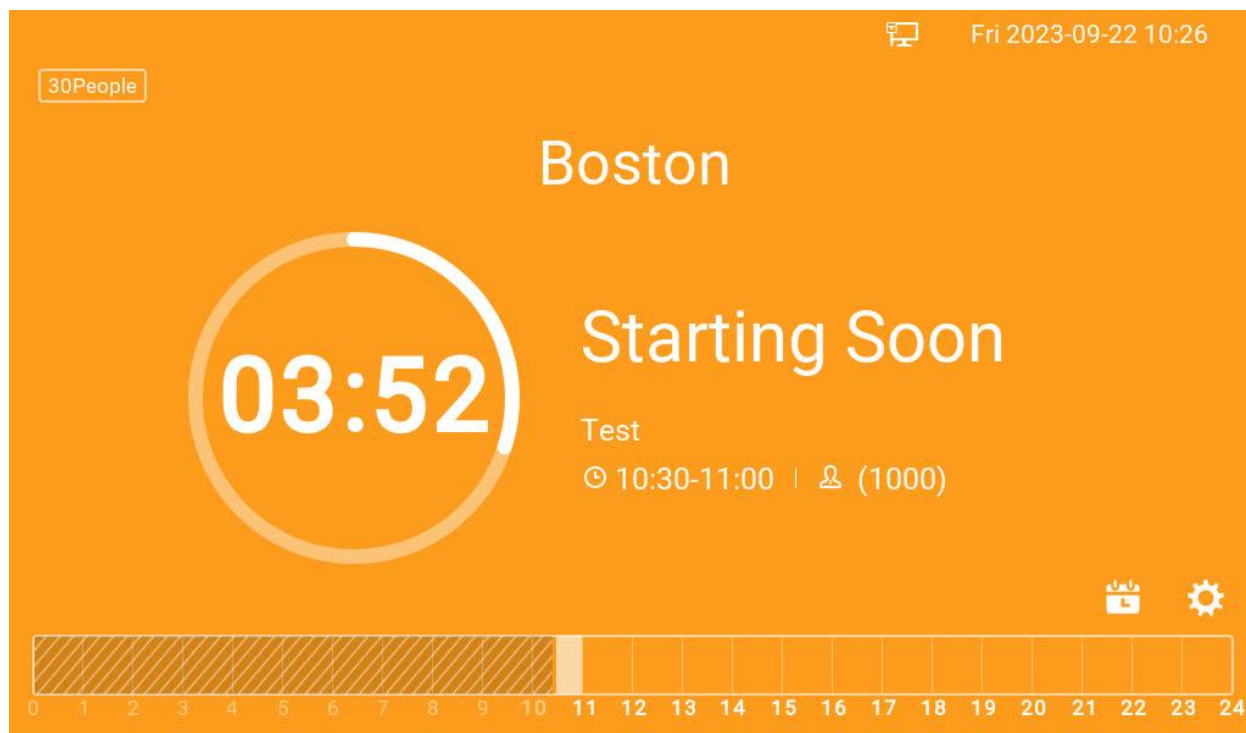 Fri 2023-09-22 10:26
30People
Boston
03:52
Starting Soon
Test
10:30-11:00 | (1000)
0 1 2 3 4 5 6 7 8 9 10 11 12 13 14 15 16 17 18 19 20 21 22 23 24